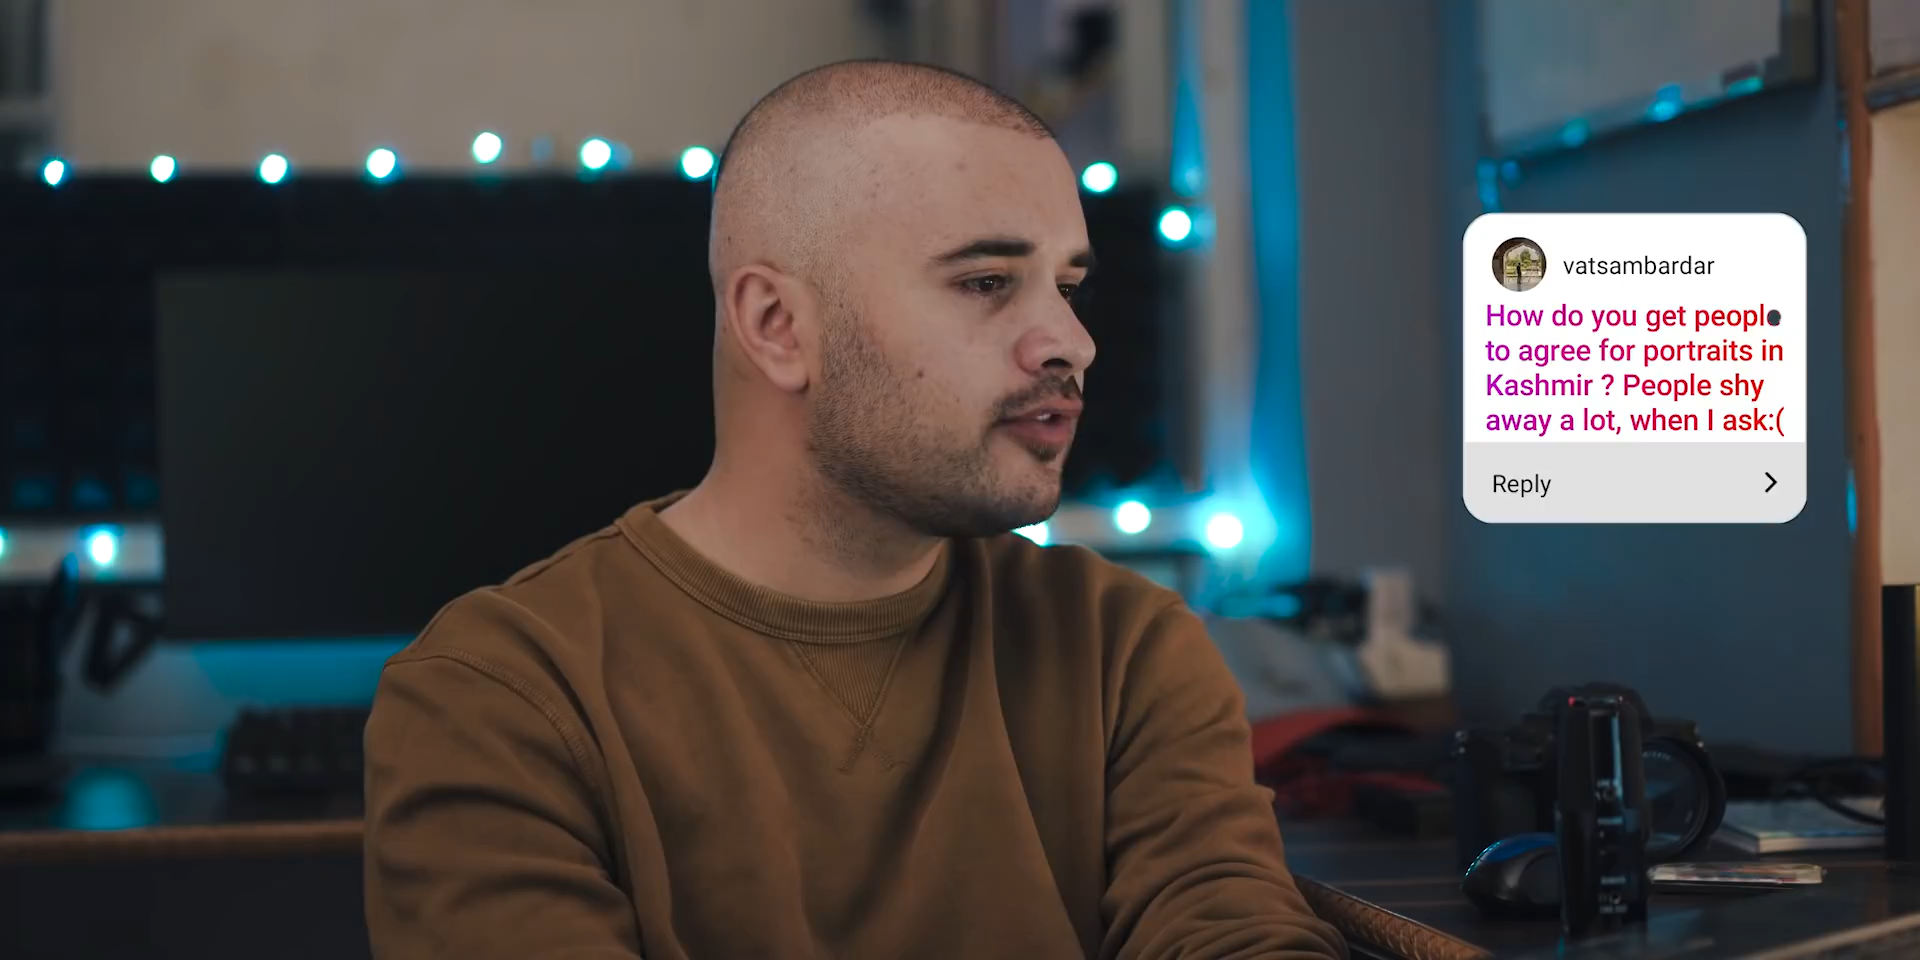 vatsambardar
How do you get people
to agree for portraits in
Kashmir ? People shy
away a lot, when I ask:(
Reply